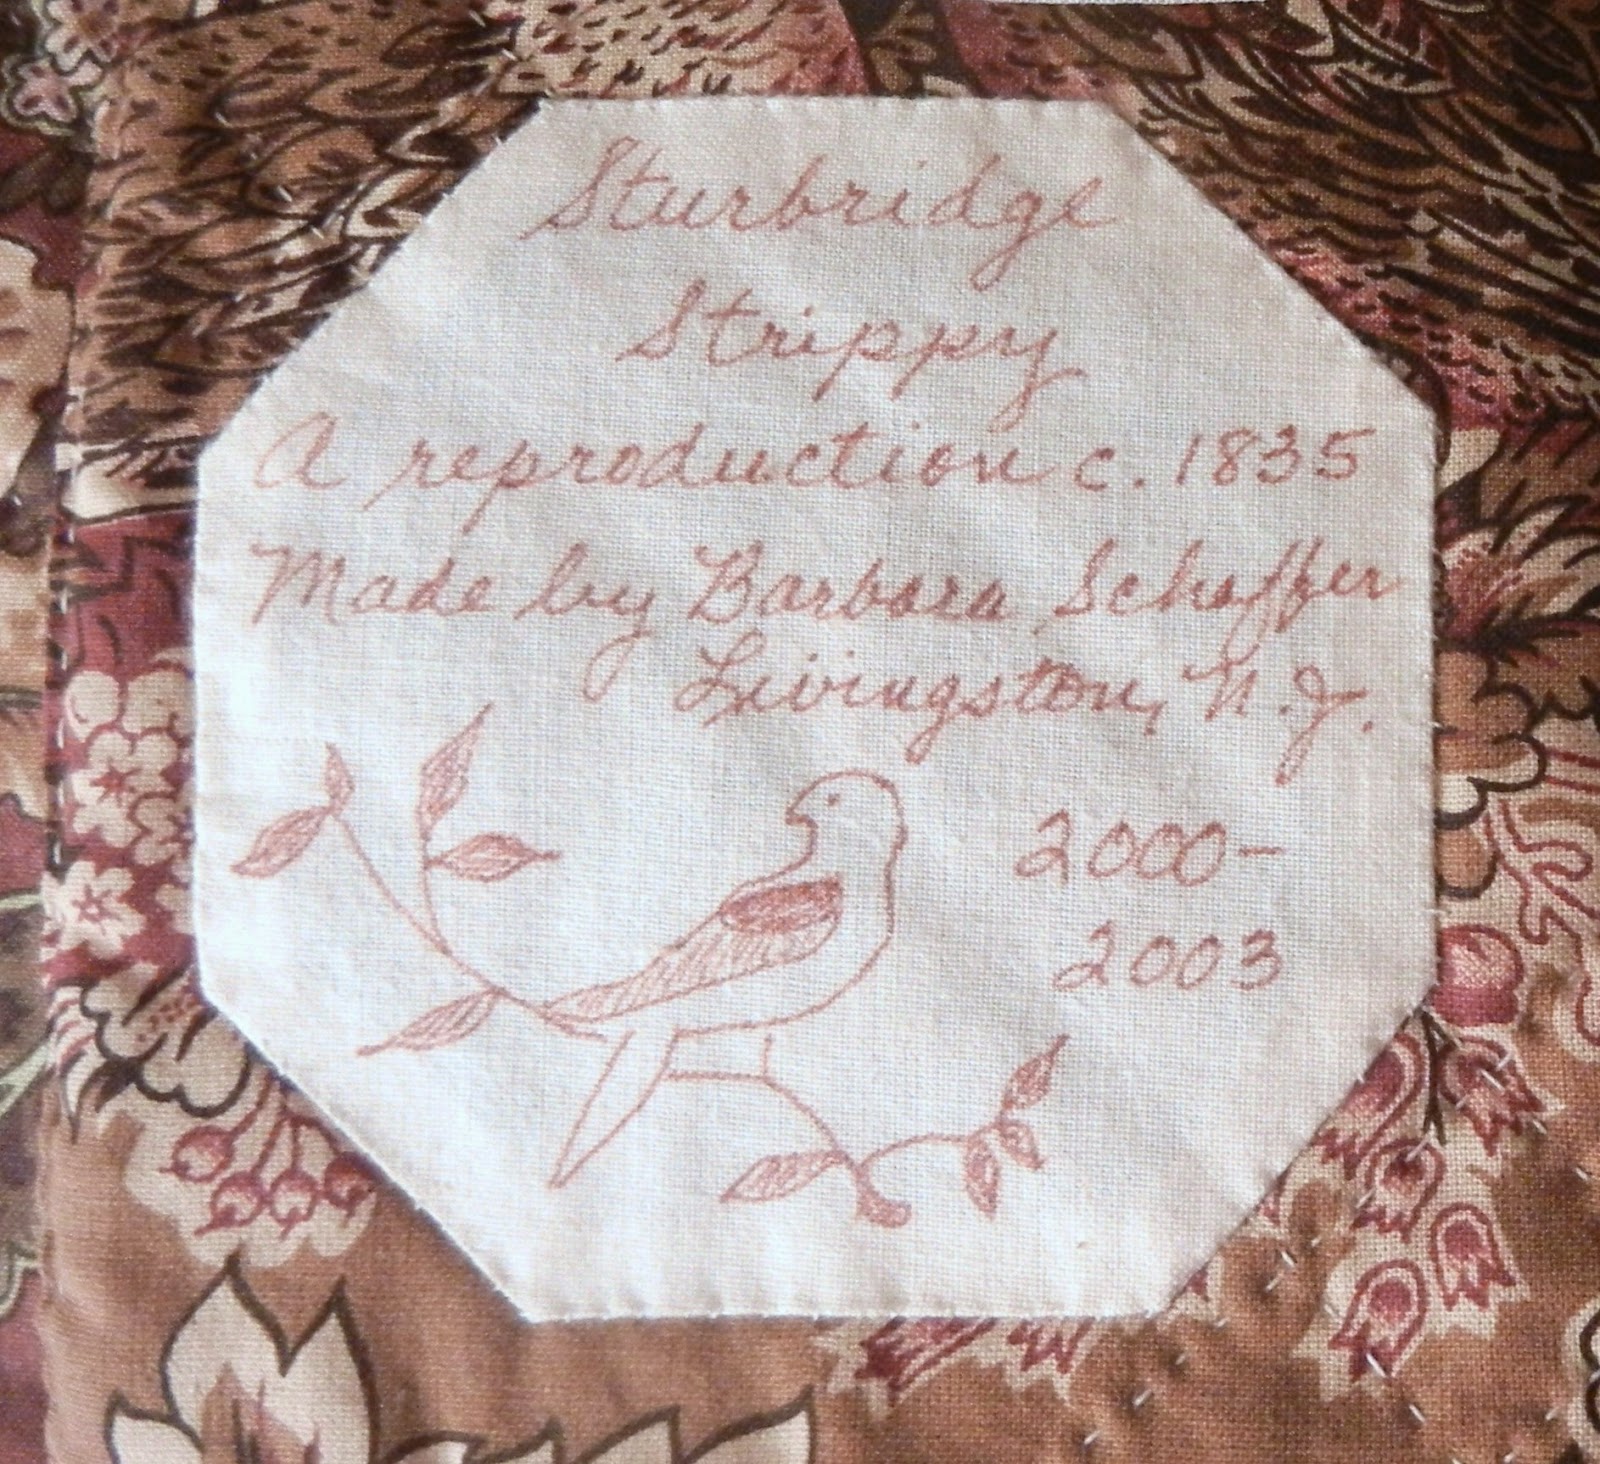 Sturbridge
Strippy
A reproduction c. 1835
Made by Barbara Schaffer
Livingston, N.J.
2000-
2003